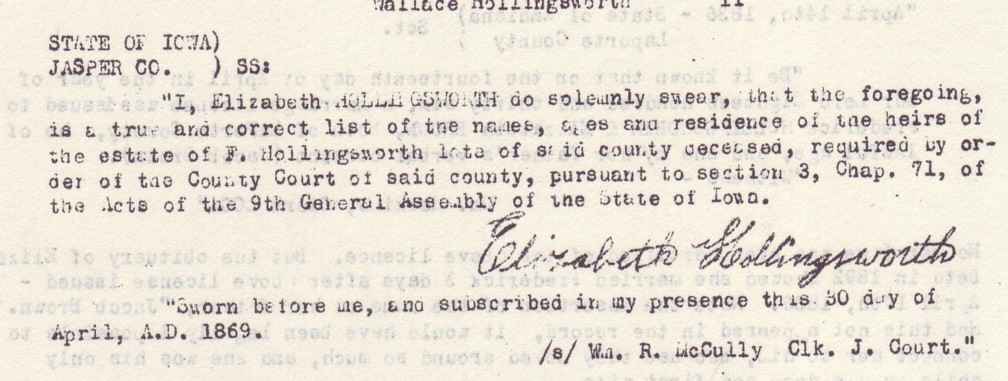 Wallace Hollingsworth 11
STATE OF IOWA)
JASPER CO. ) SS:
"I, Elizabeth HOLLINGSWORTH do solemnly swear, that the foregoing,
is a true and correct list of the names, ages and residence of the heirs of
the estate of F. Hollingsworth late of said county deceased, required by or-
der of the County Court of said county, pursuant to section 3, Chap. 71, of
the Acts of the 9th General Assembly of the State of Iowa.
Elizabeth Hollingsworth
"Sworn before me, and subscribed in my presence this 30 day of
April, A.D. 1869.
/s/ Wm. R. McCully Clk. J. Court."